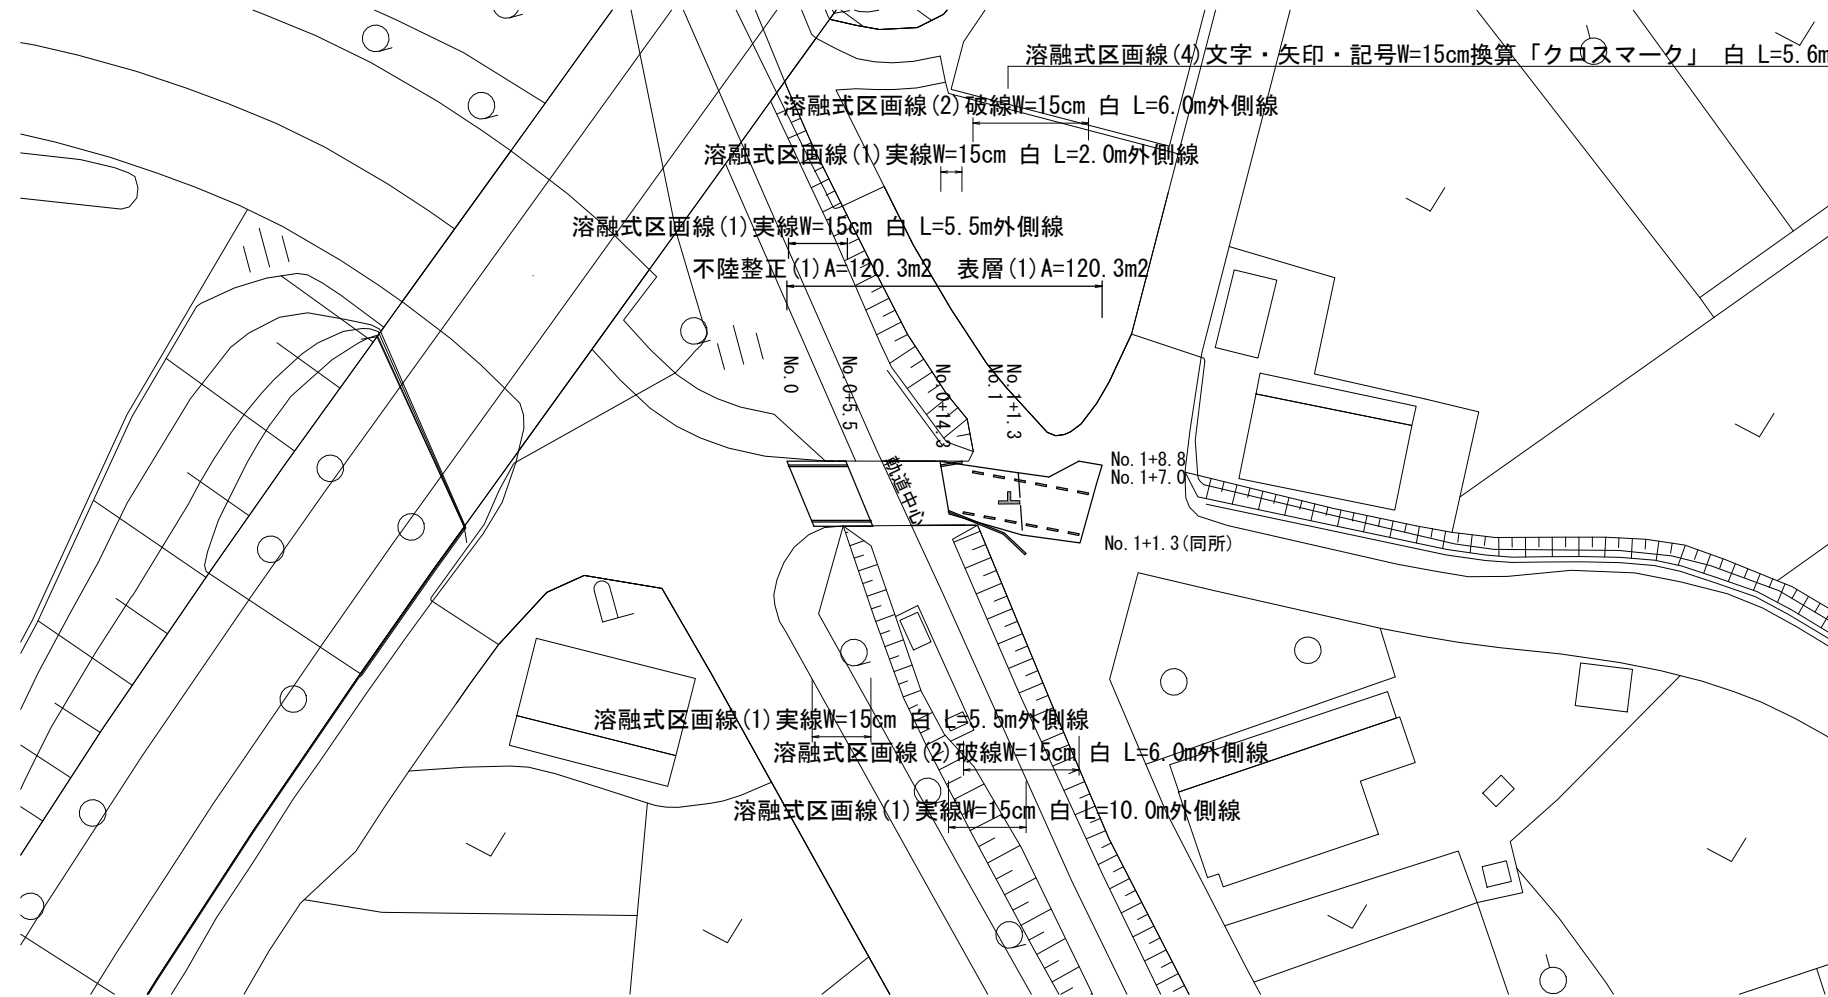 溶融式区画線(4)文字・矢印・記号W=15cm換算「クロスマーク」 白 L=5.6m
溶融式区画線(2)破線W=15cm 白 L=6.0m外側線
溶融式区画線(1)実線W=15cm 白 L=2.0m外側線
溶融式区画線(1)実線W=15cm 白 L=5.5m外側線
不陸整正(1)A=120.3m2 表層(1)A=120.3m2
No.0
No.0+5.5
No.0+14.3
No.1
No.1+1.3
軌道中心
No.1+8.8
No.1+7.0
No.1+1.3(同所)
溶融式区画線(1)実線W=15cm 白 L=5.5m外側線
溶融式区画線(2)破線W=15cm 白 L=6.0m外側線
溶融式区画線(1)実線W=15cm 白 L=10.0m外側線